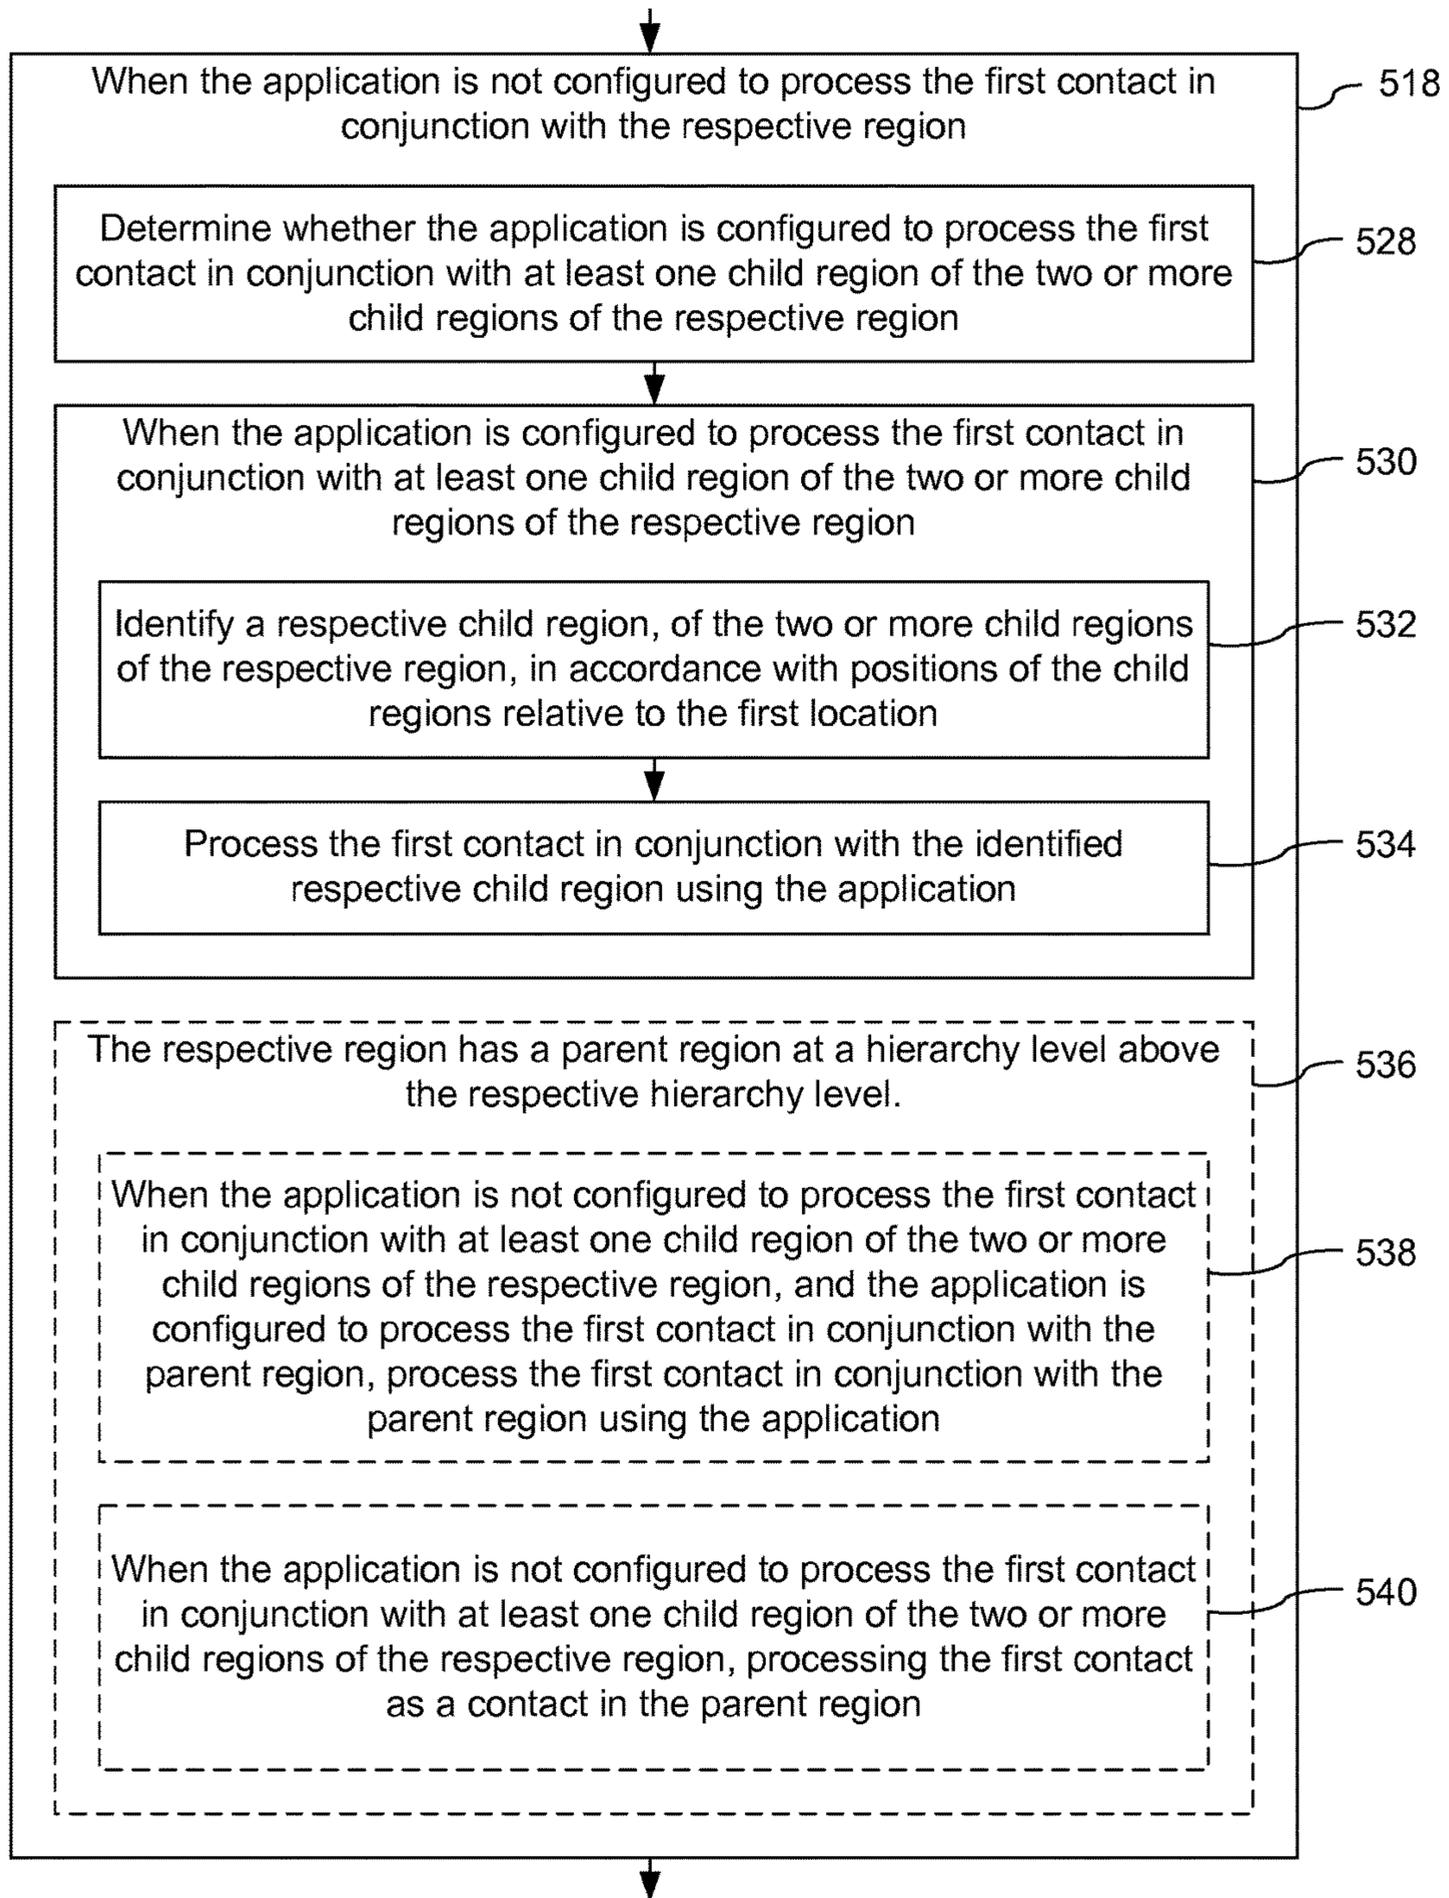 When the application is not configured to process the first contact in
conjunction with the respective region
518
Determine whether the application is configured to process the first
contact in conjunction with at least one child region of the two or more
child regions of the respective region
528
When the application is configured to process the first contact in
conjunction with at least one child region of the two or more child
regions of the respective region
530
Identify a respective child region, of the two or more child regions
of the respective region, in accordance with positions of the child
regions relative to the first location
532
Process the first contact in conjunction with the identified
respective child region using the application
534
The respective region has a parent region at a hierarchy level above
the respective hierarchy level.
536
When the application is not configured to process the first contact
in conjunction with at least one child region of the two or more
child regions of the respective region, and the application is
configured to process the first contact in conjunction with the
parent region, process the first contact in conjunction with the
parent region using the application
538
When the application is not configured to process the first contact
in conjunction with at least one child region of the two or more
child regions of the respective region, processing the first contact
as a contact in the parent region
540